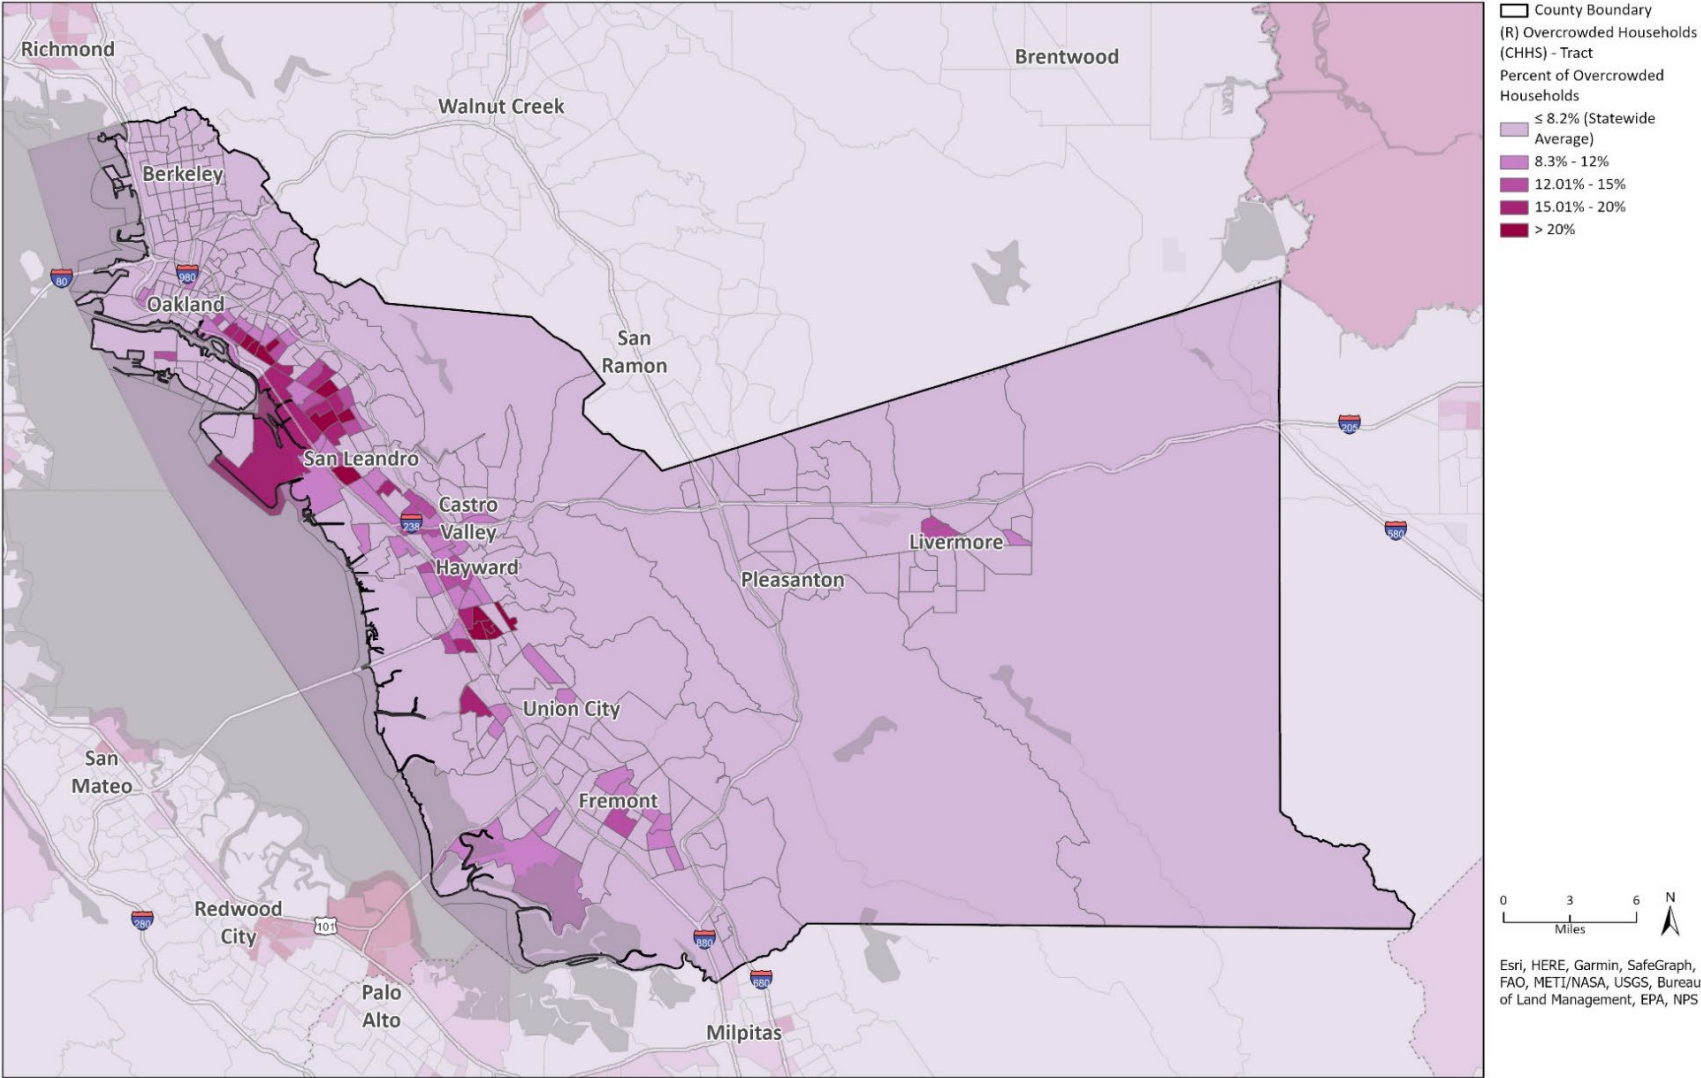 Richmond
Brentwood
Walnut Creek
Berkeley
80
980
Oakland
San
Ramon
205
San Leandro
Castro
Valley
238
Livermore
580
Hayward
Pleasanton
Union City
San
Mateo
Fremont
Redwood
City
280
101
880
680
Palo
Alto
Milpitas
County Boundary
(R) Overcrowded Households
(CHHS) - Tract
Percent of Overcrowded
Households
≤ 8.2% (Statewide
Average)
8.3% - 12%
12.01% - 15%
15.01% - 20%
> 20%
0 3 6
Miles
N
Esri, HERE, Garmin, SafeGraph,
FAO, METI/NASA, USGS, Bureau
of Land Management, EPA, NPS